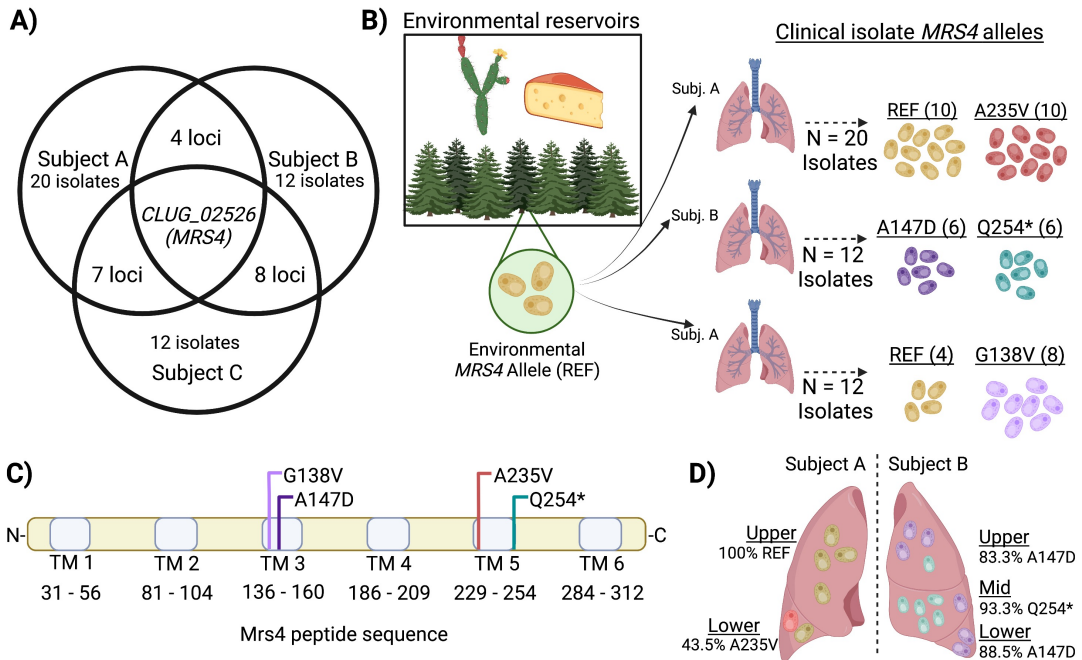 A)
Subject A
20 isolates
4 loci
Subject B
12 isolates
CLUG_02526
(MRS4)
7 loci
8 loci
12 isolates
Subject C
B)
Environmental reservoirs
Environmental
MRS4 Allele (REF)
Clinical isolate MRS4 alleles
Subj. A
N = 20
Isolates
REF (10)
A235V (10)
Subj. B
N = 12
Isolates
A147D (6)
Q254* (6)
Subj. A
N = 12
Isolates
REF (4)
G138V (8)
C)
G138V
A147D
A235V
Q254*
N-
-C
TM 1
TM 2
TM 3
TM 4
TM 5
TM 6
31 - 56
81 - 104
136 - 160
186 - 209
229 - 254
284 - 312
Mrs4 peptide sequence
D)
Subject A
Subject B
Upper
100% REF
Lower
43.5% A235V
Upper
83.3% A147D
Mid
93.3% Q254*
Lower
88.5% A147D